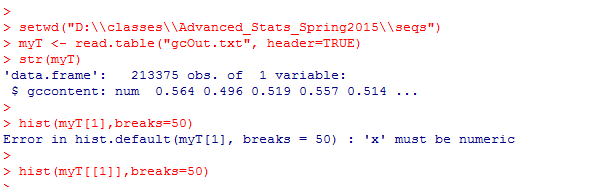 >
> setwd("D:\\classes\\Advanced_Stats_Spring2015\\seqs")
> myT <- read.table("gcOut.txt", header=TRUE)
> str(myT)
'data.frame':   213375 obs. of  1 variable:
 $ gccontent: num  0.564 0.496 0.519 0.557 0.514 ...
>
> hist(myT[1],breaks=50)
Error in hist.default(myT[1], breaks = 50) : 'x' must be numeric
>
> hist(myT[[1]],breaks=50)
>